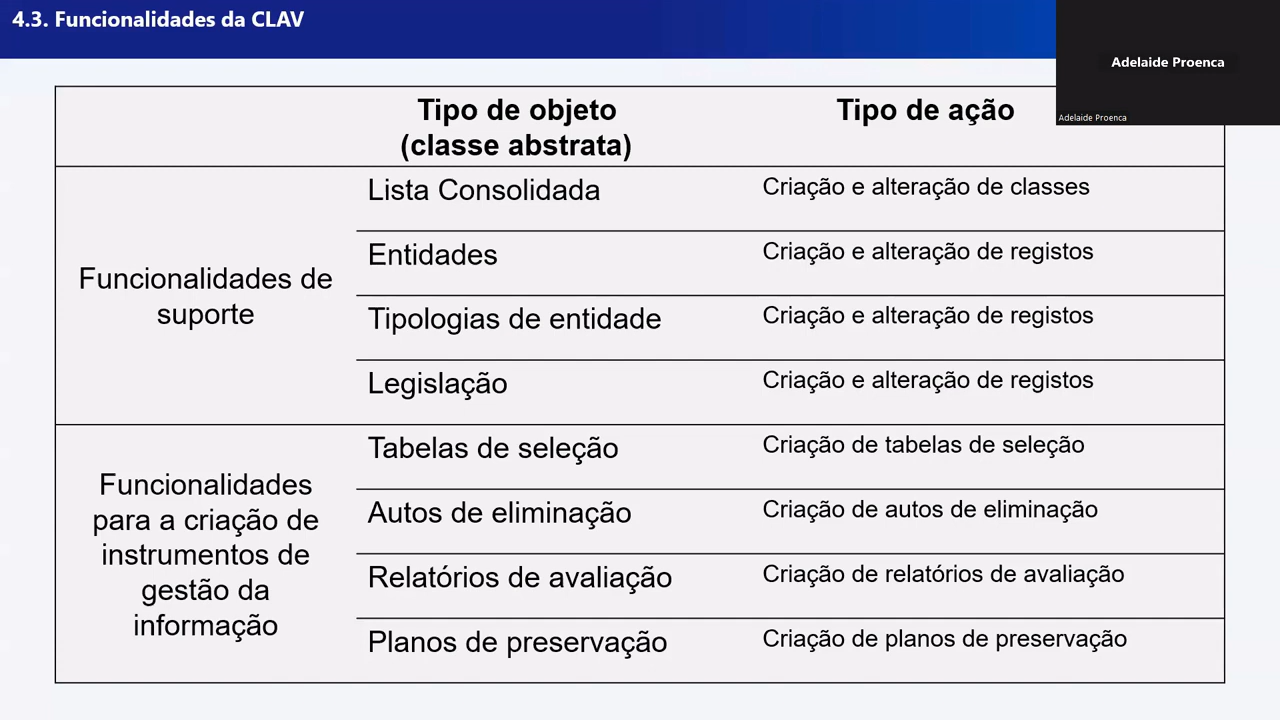 4.3. Funcionalidades da CLAV
Adelaide Proenca
Adelaide Proenca
Tipo de objeto
(classe abstrata)
Tipo de ação
Funcionalidades de
suporte
Lista Consolidada
Criação e alteração de classes
Entidades
Criação e alteração de registos
Tipologias de entidade
Criação e alteração de registos
Legislação
Criação e alteração de registos
Funcionalidades
para a criação de
instrumentos de
gestão da
informação
Tabelas de seleção
Criação de tabelas de seleção
Autos de eliminação
Criação de autos de eliminação
Relatórios de avaliação
Criação de relatórios de avaliação
Planos de preservação
Criação de planos de preservação